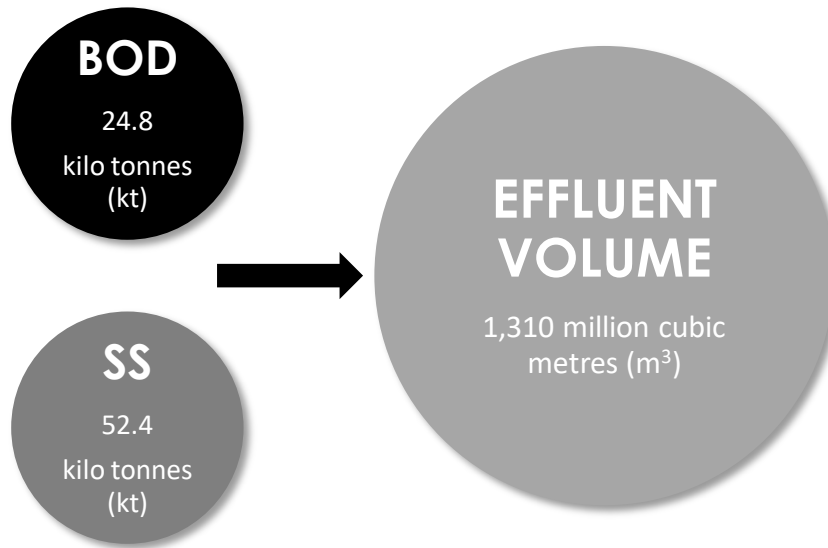 BOD
24.8
kilo tonnes
(kt)
SS
52.4
kilo tonnes
(kt)
EFFLUENT
VOLUME
1,310 million cubic
metres (m³)